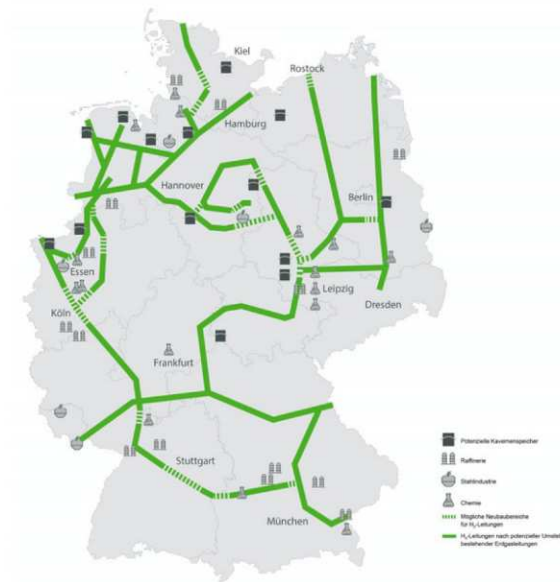 Kiel
Rostock
Hamburg
Hannover
Berlin
Essen
Leipzig
Köln
Dresden
Frankfurt
Stuttgart
München
Potenzielle Kavernenspeicher
Raffinerie
Stahlindustrie
Chemie
Mögliche Neubaubereiche
für H₂-Leitungen
H₂-Leitungen nach potenzieller Umstel
bestehender Erdgasleitungen